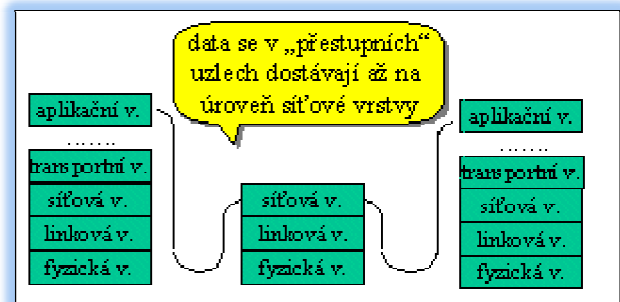 data se v „přestupních“
uzlech dostávají až na
úroveň síťové vrstvy
aplikační v.
.......
transportní v.
síťová v.
linková v.
fyzická v.
síťová v.
linková v.
fyzická v.
aplikační v.
.......
transportní v.
síťová v.
linková v.
fyzická v.